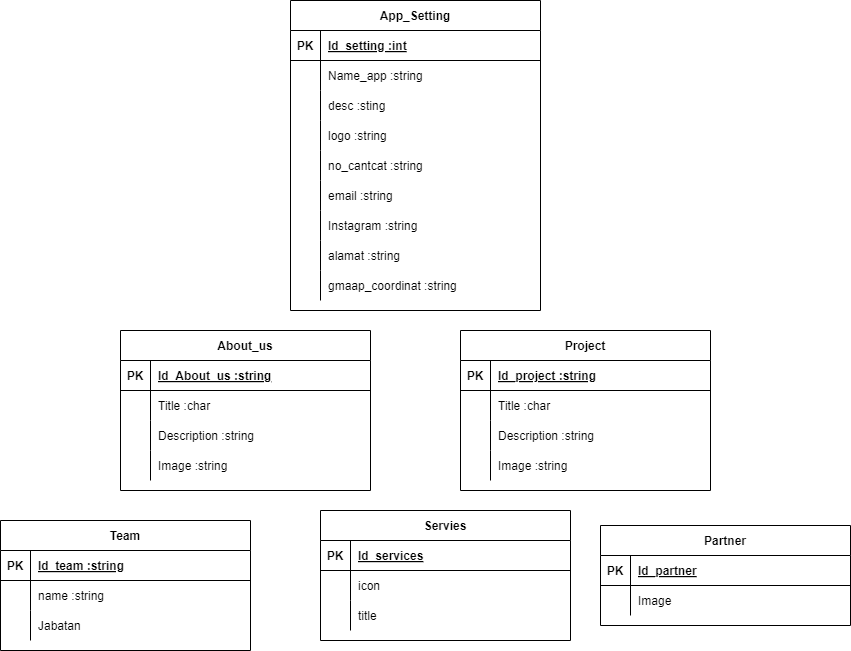 App_Setting
PK Id_setting :int
Name_app :string
desc :sting
logo :string
no_cantcat :string
email :string
Instagram :string
alamat :string
gmaap_coordinat :string
About_us
PK Id_About_us :string
Title :char
Description :string
Image :string
Project
PK Id_project :string
Title :char
Description :string
Image :string
Team
PK Id_team :string
name :string
Jabatan
Servies
PK Id_services
icon
title
Partner
PK Id_partner
Image